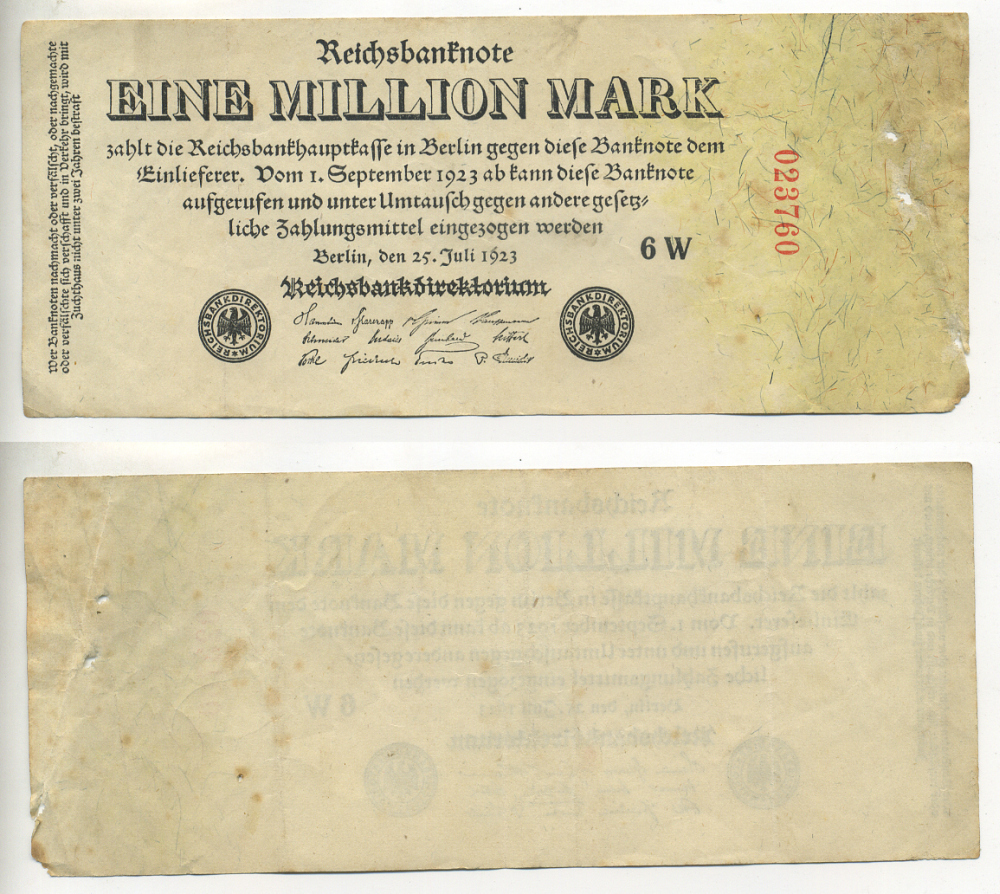 Wer Banknoten nachmacht oder verfälscht, oder nachgemachte
oder verfälschte sich verschafft und in Verkehr bringt, wird mit
Zuchthaus nicht unter zwei Jahren bestraft
Reichsbanknote
EINE MILLION MARK
zahlt die Reichsbankhauptkasse in Berlin gegen diese Banknote dem
Einlieferer. Vom 1. September 1923 ab kann diese Banknote
aufgerufen und unter Umtausch gegen andere gesetz-
liche Zahlungsmittel eingezogen werden
Berlin, den 25. Juli 1923
6 W
023760
Reichsbankdirektorium
REICHSBANKDIREKTORIUM
REICHSBANKDIREKTORIUM